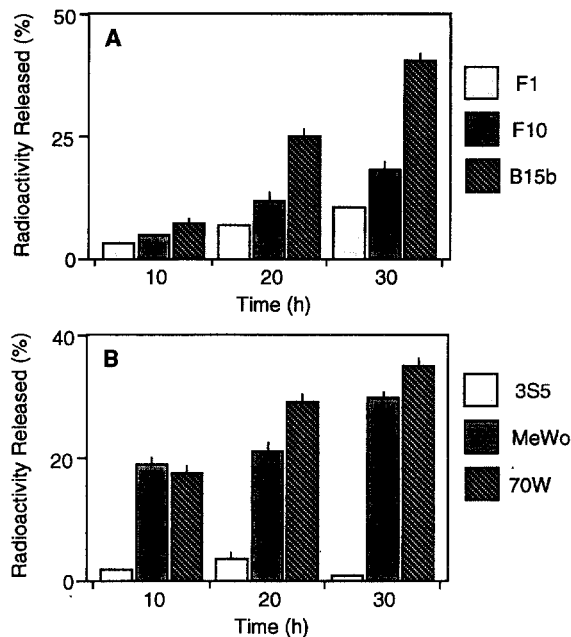 Radioactivity Released (%)
50
25
0
A
10 20 30
Time (h)
F1
F10
B15b
Radioactivity Released (%)
40
20
0
B
10 20 30
Time (h)
3S5
MeWo
70W